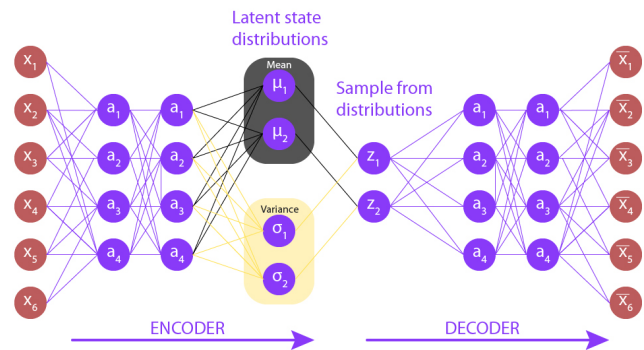 Latent state
distributions
Mean
μ1
μ2
Variance
σ1
σ2
Sample from
distributions
x1
x2
x3
x4
x5
x6
a1
a2
a3
a4
a1
a2
a3
a4
z1
z2
a1
a2
a3
a4
a1
a2
a3
a4
x̅1
x̅2
x̅3
x̅4
x̅5
x̅6
ENCODER
DECODER